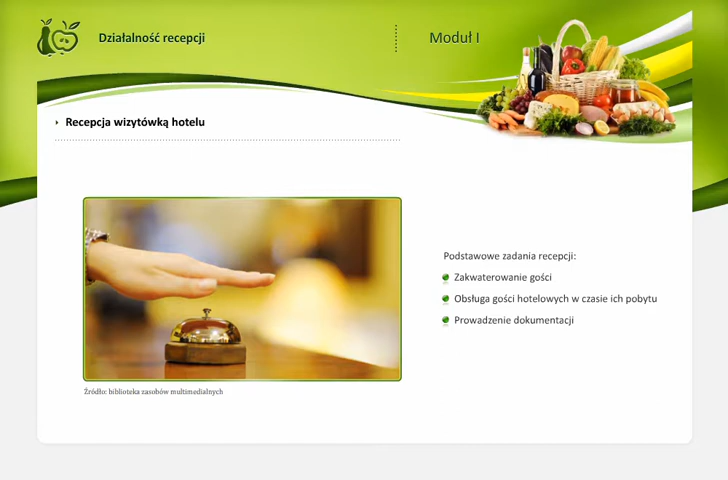 Działalność recepcji
Moduł I
Recepcja wizytówką hotelu
Podstawowe zadania recepcji:
Zakwaterowanie gości
Obsługa gości hotelowych w czasie ich pobytu
Prowadzenie dokumentacji
Źródło: biblioteka zasobów multimedialnych